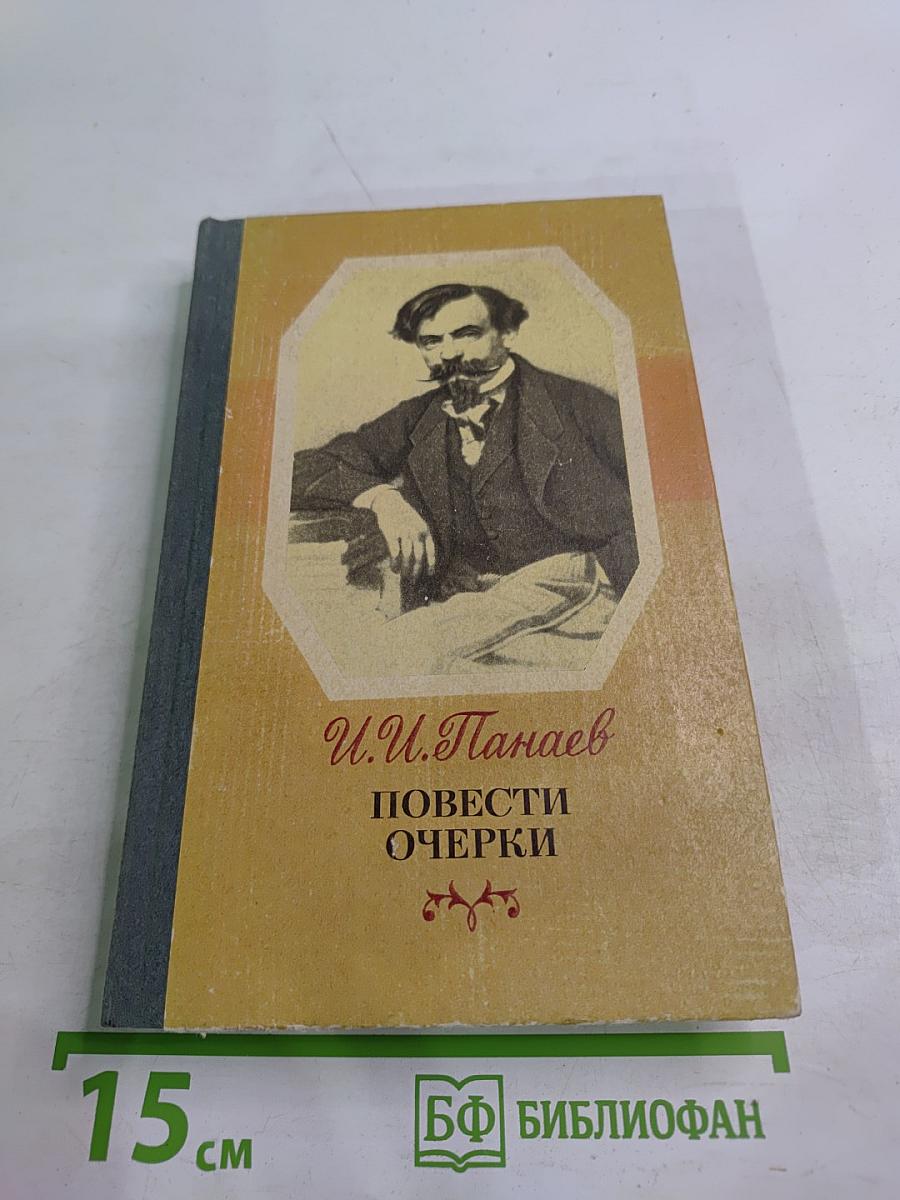 И.И.Панаев
ПОВЕСТИ
ОЧЕРКИ
15 см
БФ БИБЛИОФАН